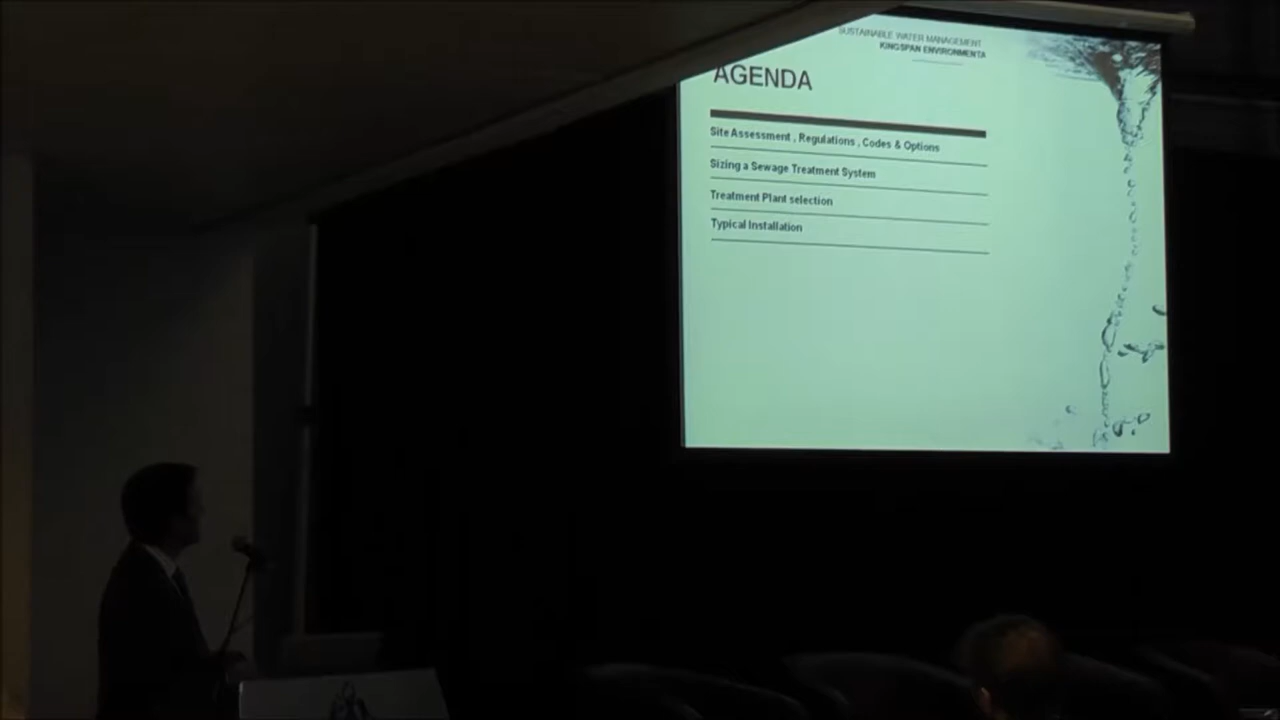 SUSTAINABLE WATER MANAGEMENT
KINGSPAN ENVIRONMENTA
AGENDA
Site Assessment , Regulations , Codes & Options
Sizing a Sewage Treatment System
Treatment Plant selection
Typical Installation